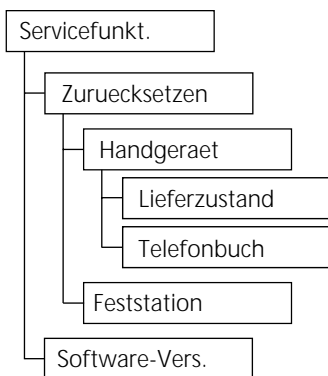 Servicefunkt.
Zuruecksetzen
Handgeraet
Lieferzustand
Telefonbuch
Feststation
Software-Vers.